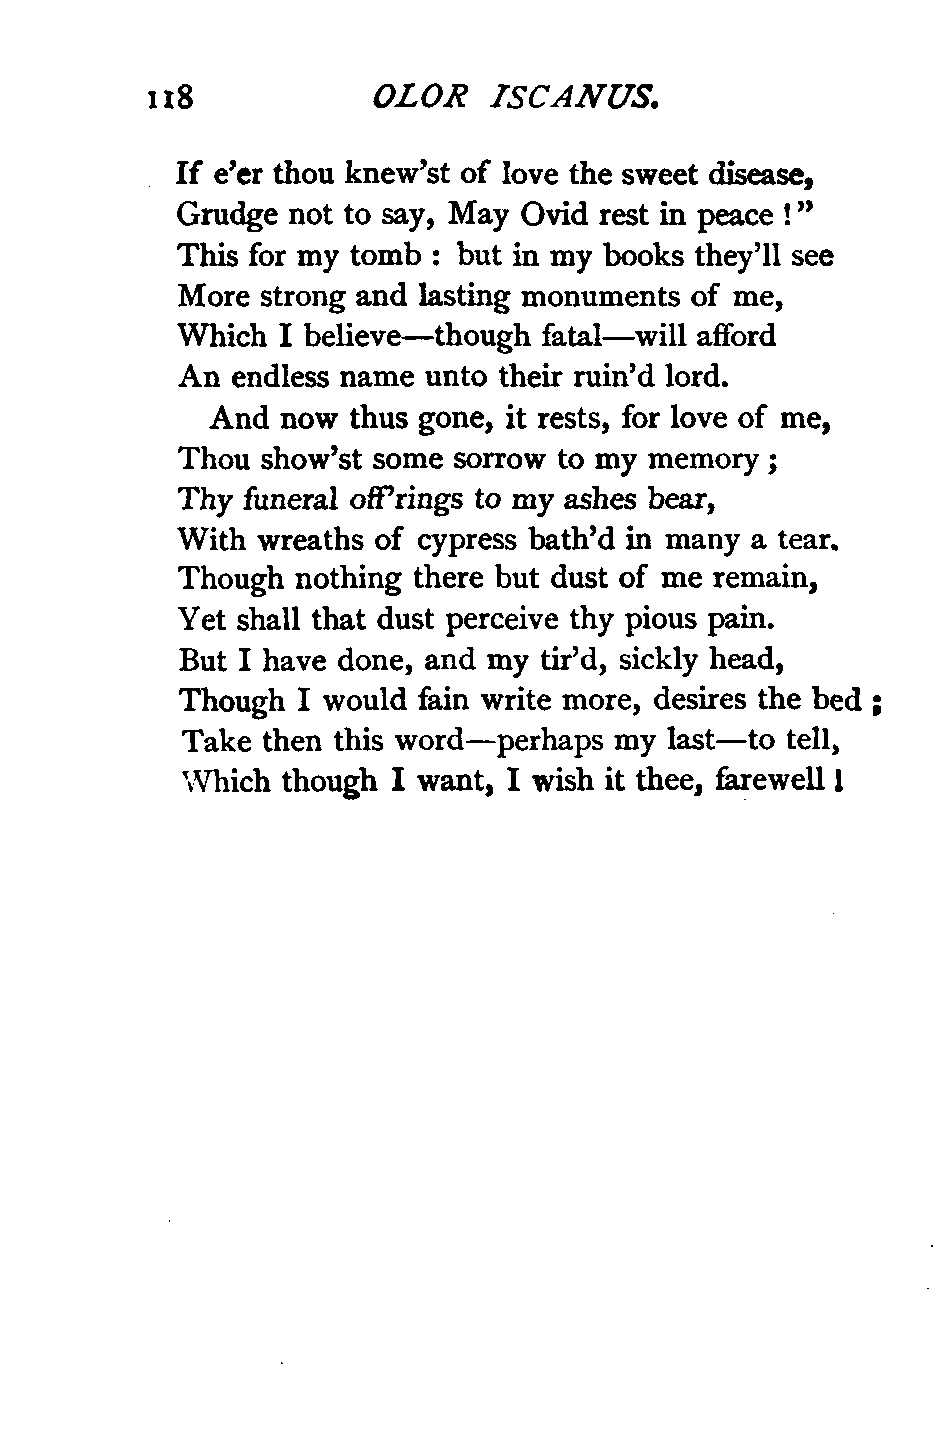 118 OLOR ISCANUS.
If e'er thou knew'st of love the sweet disease,
Grudge not to say, May Ovid rest in peace !"
This for my tomb : but in my books they'll see
More strong and lasting monuments of me,
Which I believe—though fatal—will afford
An endless name unto their ruin'd lord.
And now thus gone, it rests, for love of me,
Thou show'st some sorrow to my memory ;
Thy funeral off'rings to my ashes bear,
With wreaths of cypress bath'd in many a tear.
Though nothing there but dust of me remain,
Yet shall that dust perceive thy pious pain.
But I have done, and my tir'd, sickly head,
Though I would fain write more, desires the bed ;
Take then this word—perhaps my last—to tell,
Which though I want, I wish it thee, farewell !